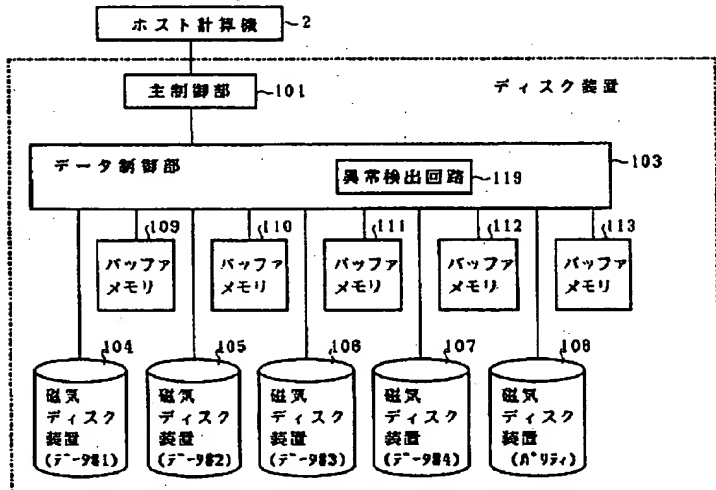 ホスト計算機
2
主制御部
101
ディスク装置
データ制御部
異常検出回路
119
103
109
110
111
112
113
バッファ
メモリ
バッファ
メモリ
バッファ
メモリ
バッファ
メモリ
バッファ
メモリ
104
105
106
107
108
磁気
ディスク
装置
(データ#1)
磁気
ディスク
装置
(データ#2)
磁気
ディスク
装置
(データ#3)
磁気
ディスク
装置
(データ#4)
磁気
ディスク
装置
(パリティ)